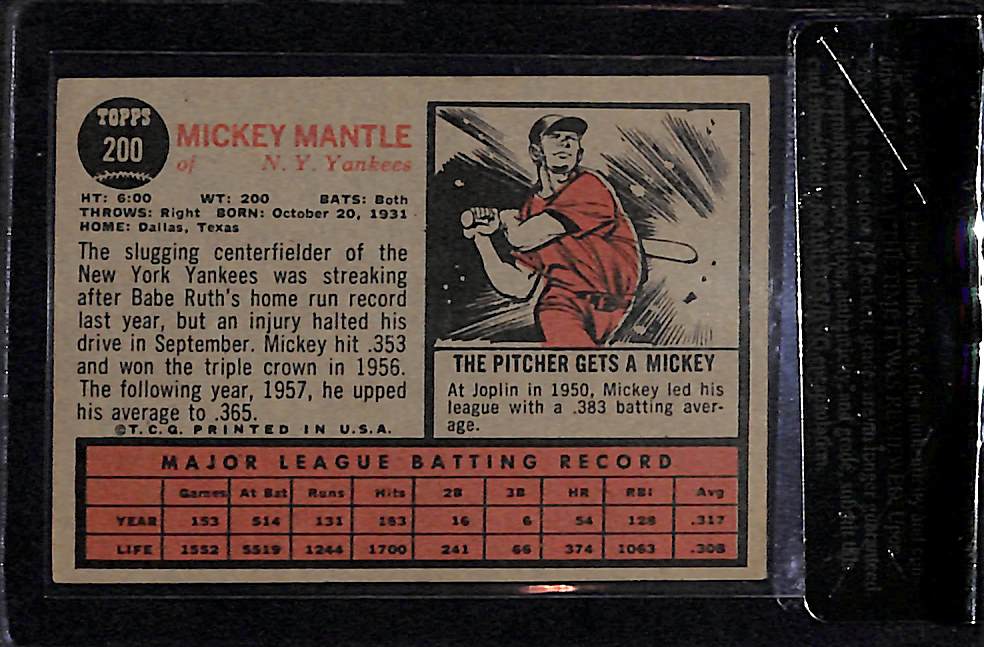 TOPPS
200
MICKEY MANTLE
of N. Y. Yankees
HT: 6:00 WT: 200 BATS: Both
THROWS: Right BORN: October 20, 1931
HOME: Dallas, Texas
The slugging centerfielder of the
New York Yankees was streaking
after Babe Ruth's home run record
last year, but an injury halted his
drive in September. Mickey hit .353
and won the triple crown in 1956.
The following year, 1957, he upped
his average to .365.
©T.C.G. PRINTED IN U.S.A.
THE PITCHER GETS A MICKEY
At Joplin in 1950, Mickey led his
league with a .383 batting aver-
age.
MAJOR LEAGUE BATTING RECORD
Games At Bat Runs Hits 2B 3B HR RBI Avg
YEAR 153 514 131 163 16 6 54 128 .317
LIFE 1552 5519 1244 1700 241 66 374 1063 .308